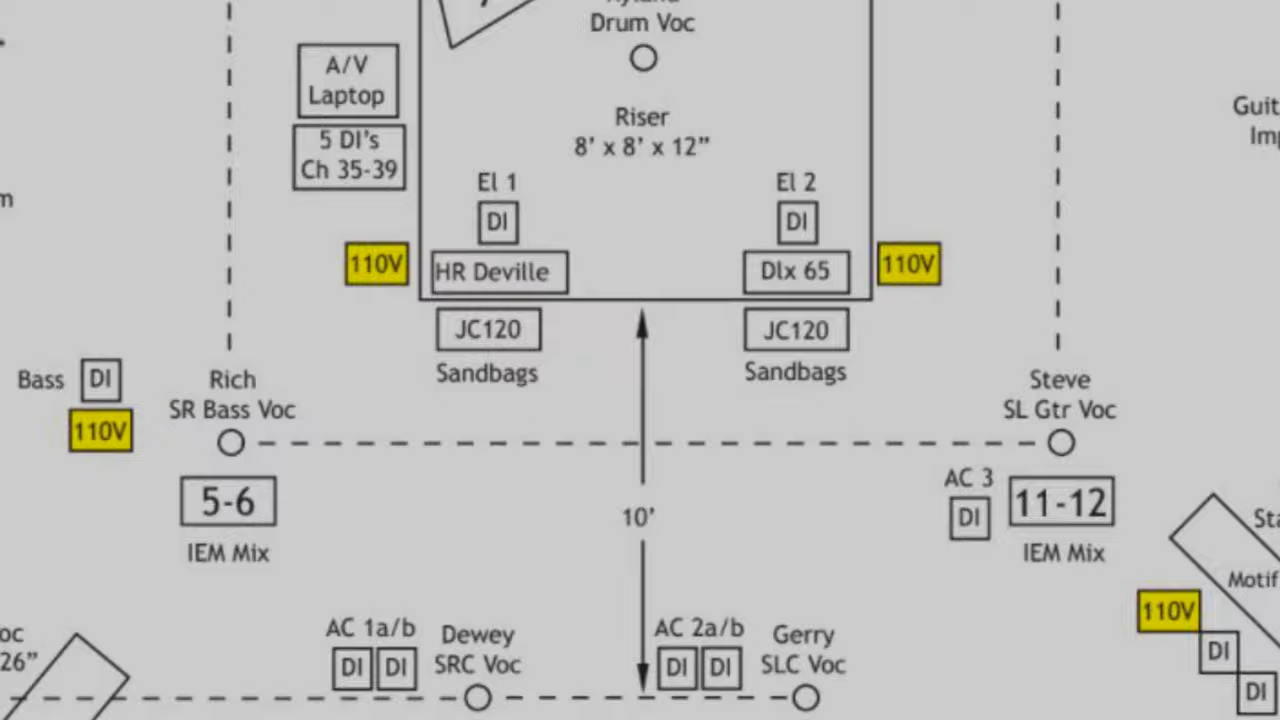 Drum Voc
A/V
Laptop
5 DI's
Ch 35-39
Riser
8' x 8' x 12”
El 1
DI
El 2
DI
110V
HR Deville
Dlx 65
110V
JC120
JC120
Sandbags
Sandbags
Bass
DI
110V
Rich
SR Bass Voc
Steve
SL Gtr Voc
5-6
IEM Mix
10'
AC 3
DI
11-12
IEM Mix
Motif
110V
DI
DI
26”
AC 1a/b
DI
DI
Dewey
SRC Voc
AC 2a/b
DI
DI
Gerry
SLC Voc